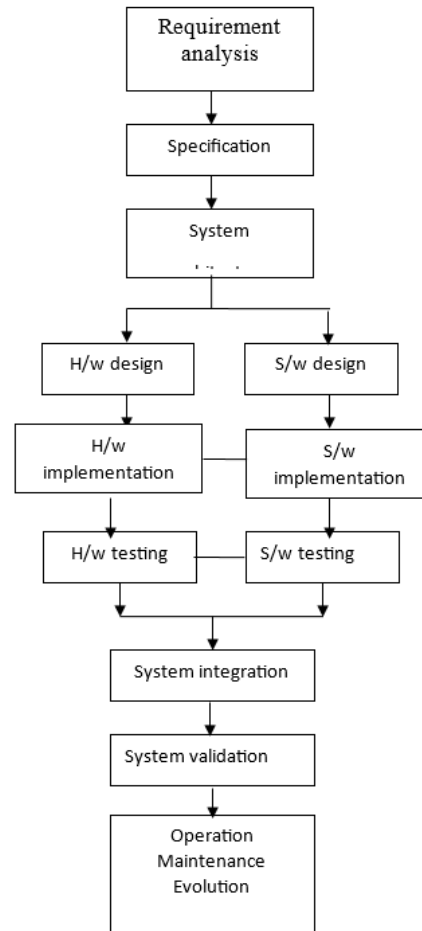 Requirement
analysis
Specification
System
H/w design
S/w design
H/w
implementation
S/w
implementation
H/w testing
S/w testing
System integration
System validation
Operation
Maintenance
Evolution